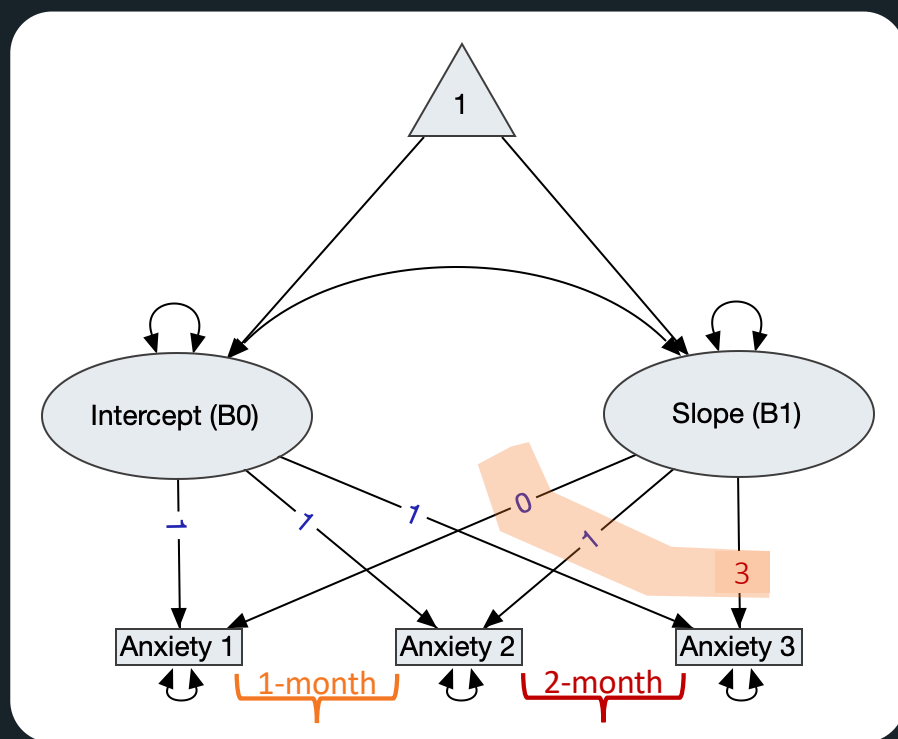 1
Intercept (B0)
Slope (B1)
1
1
1
0
1
3
Anxiety 1
Anxiety 2
Anxiety 3
1-month
2-month